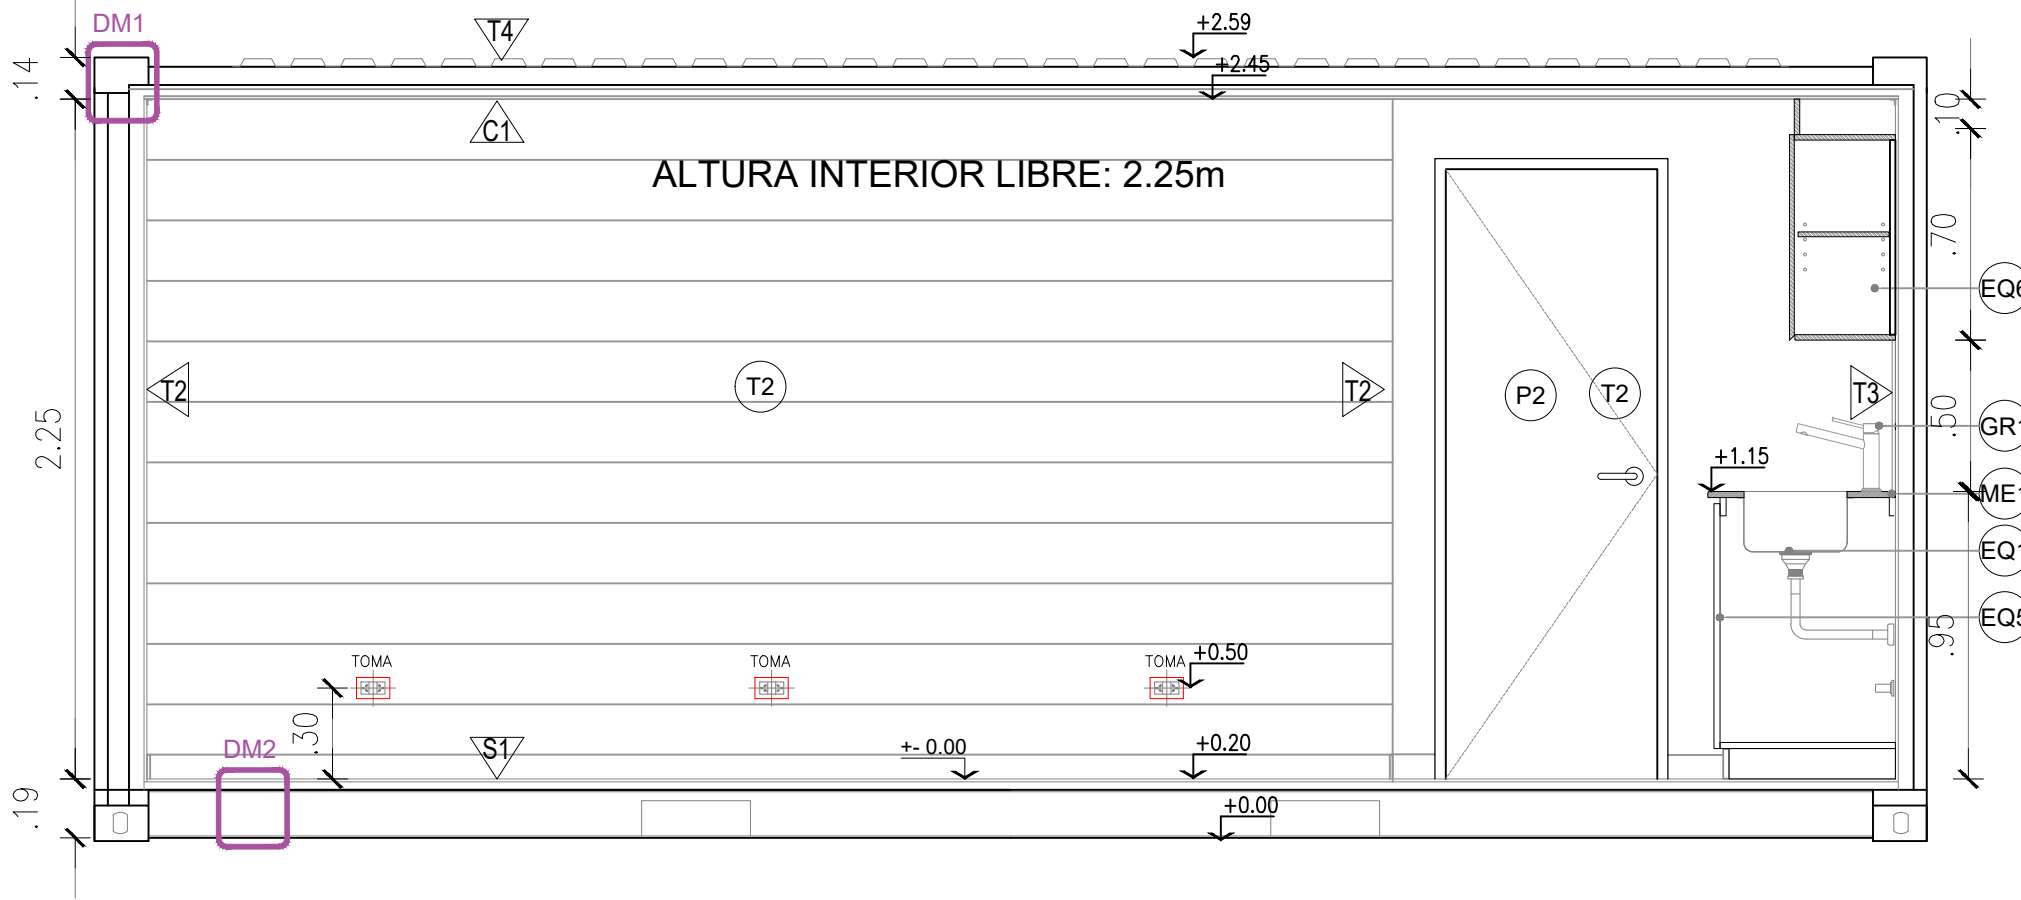 DM1
T4
+2.59
.14
+2.45
.10
C1
ALTURA INTERIOR LIBRE: 2.25m
.70
EQ6
T2
T2
T2
P2
T2
T3
2.25
.50
GR1
+1.15
ME1
EQ1
EQ5
.95
TOMA
TOMA
TOMA
+0.50
.30
DM2
S1
+- 0.00
+0.20
.19
+0.00